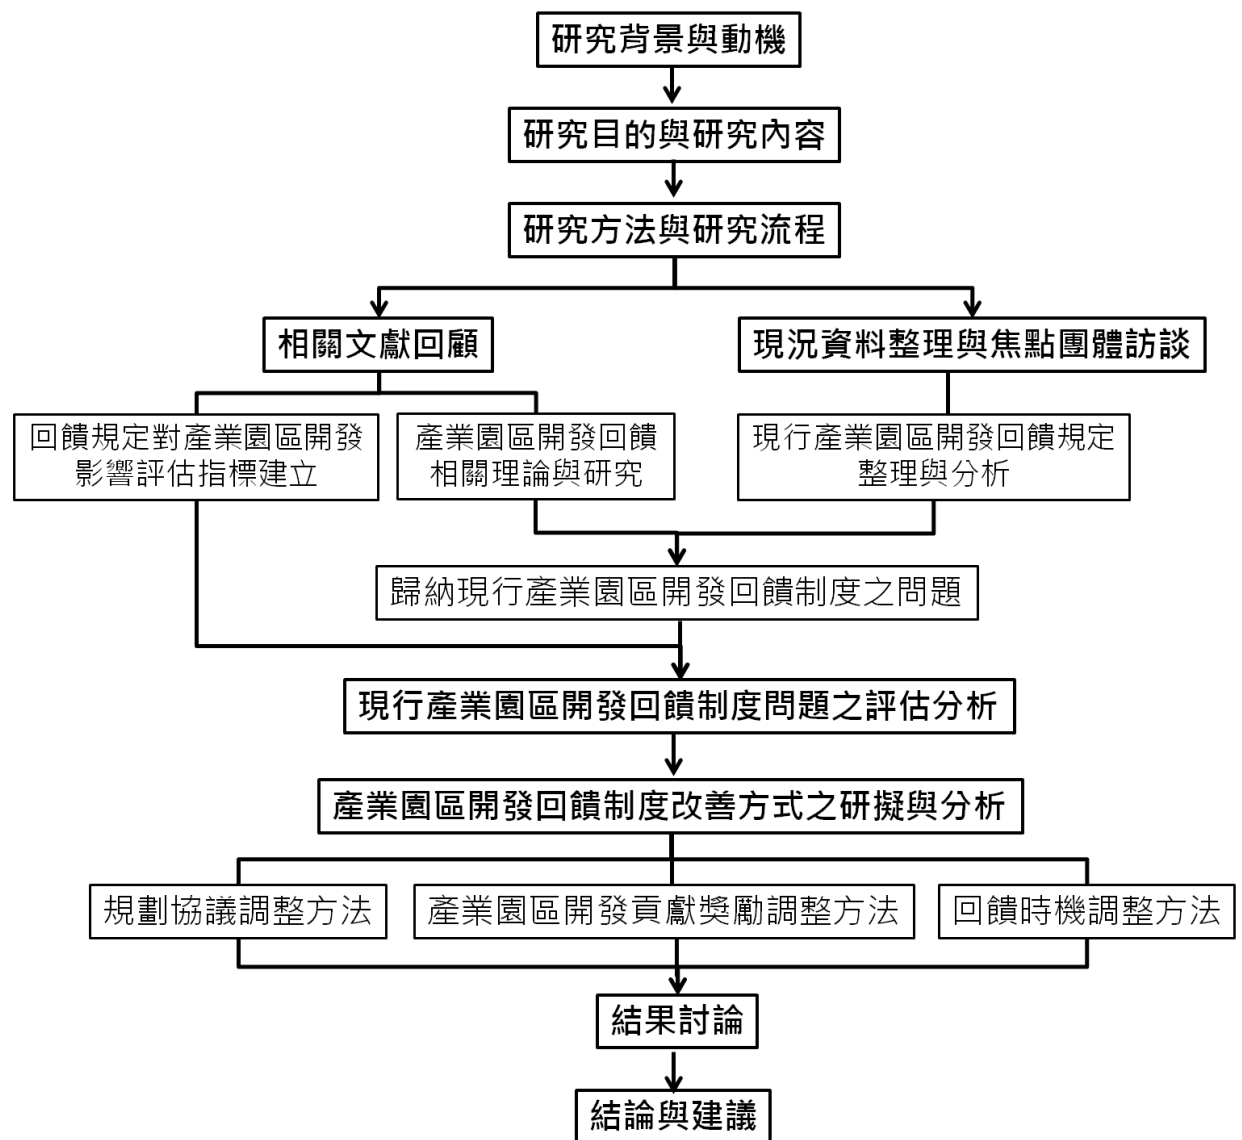 研究背景與動機
研究目的與研究內容
研究方法與研究流程
相關文獻回顧
現況資料整理與焦點團體訪談
回饋規定對產業園區開發
影響評估指標建立
產業園區開發回饋
相關理論與研究
現行產業園區開發回饋規定
整理與分析
歸納現行產業園區開發回饋制度之問題
現行產業園區開發回饋制度問題之評估分析
產業園區開發回饋制度改善方式之研擬與分析
規劃協議調整方法
產業園區開發貢獻獎勵調整方法
回饋時機調整方法
結果討論
結論與建議